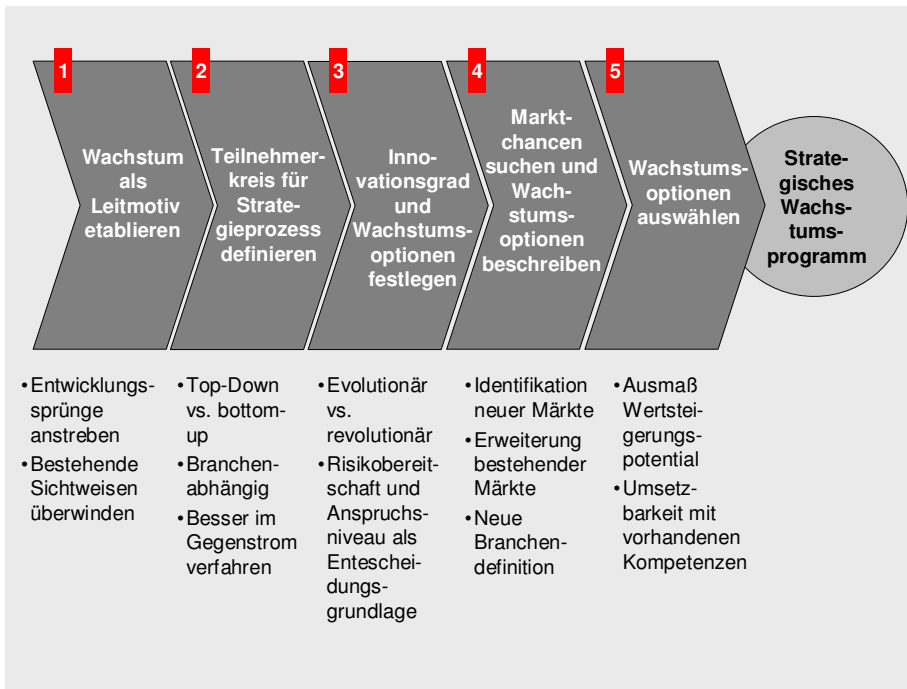 1
Wachstum
als
Leitmotiv
etablieren
2
Teilnehmer-
kreis für
Strate-
gieprozess
definieren
3
Inno-
vationsgrad
und
Wachstums-
optionen
festlegen
4
Markt-
chancen
suchen und
Wach-
stums-
optionen
beschreiben
5
Wachstums-
optionen
auswählen
Strate-
gisches
Wachs-
tums-
programm
•Entwicklungs-
sprünge
anstreben
•Bestehende
Sichtweisen
überwinden
•Top-Down
vs. bottom-
up
•Branchen-
abhängig
•Besser im
Gegenstrom
verfahren
•Evolutionär
vs.
revolutionär
•Risikobereit-
schaft und
Anspruchs-
niveau als
Entescheid-
dungs-
grundlage
•Identifikation
neuer Märkte
•Erweiterung
bestehender
Märkte
•Neue
Branchen-
definition
•Ausmaß
Wertstei-
gerungs-
potential
•Umsetz-
barkeit mit
vorhandenen
Kompetenzen